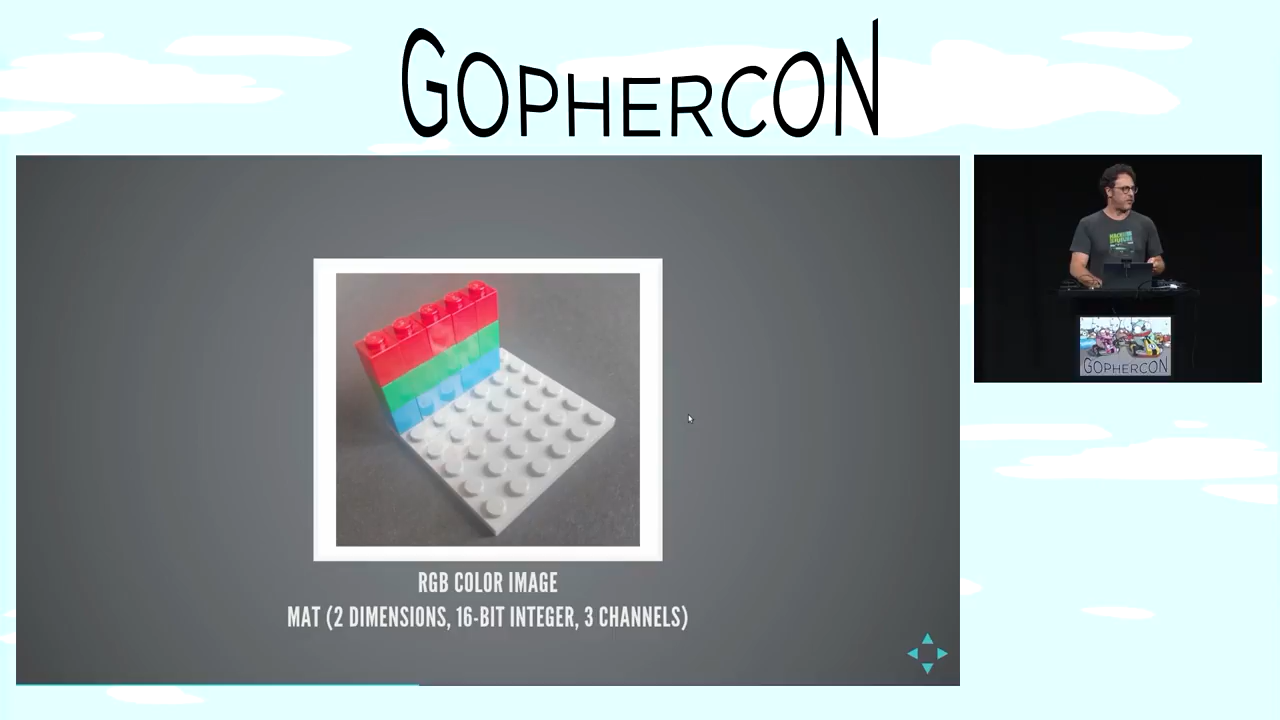 GOPHERCON
RGB COLOR IMAGE
MAT (2 DIMENSIONS, 16-BIT INTEGER, 3 CHANNELS)
GOPHERCON